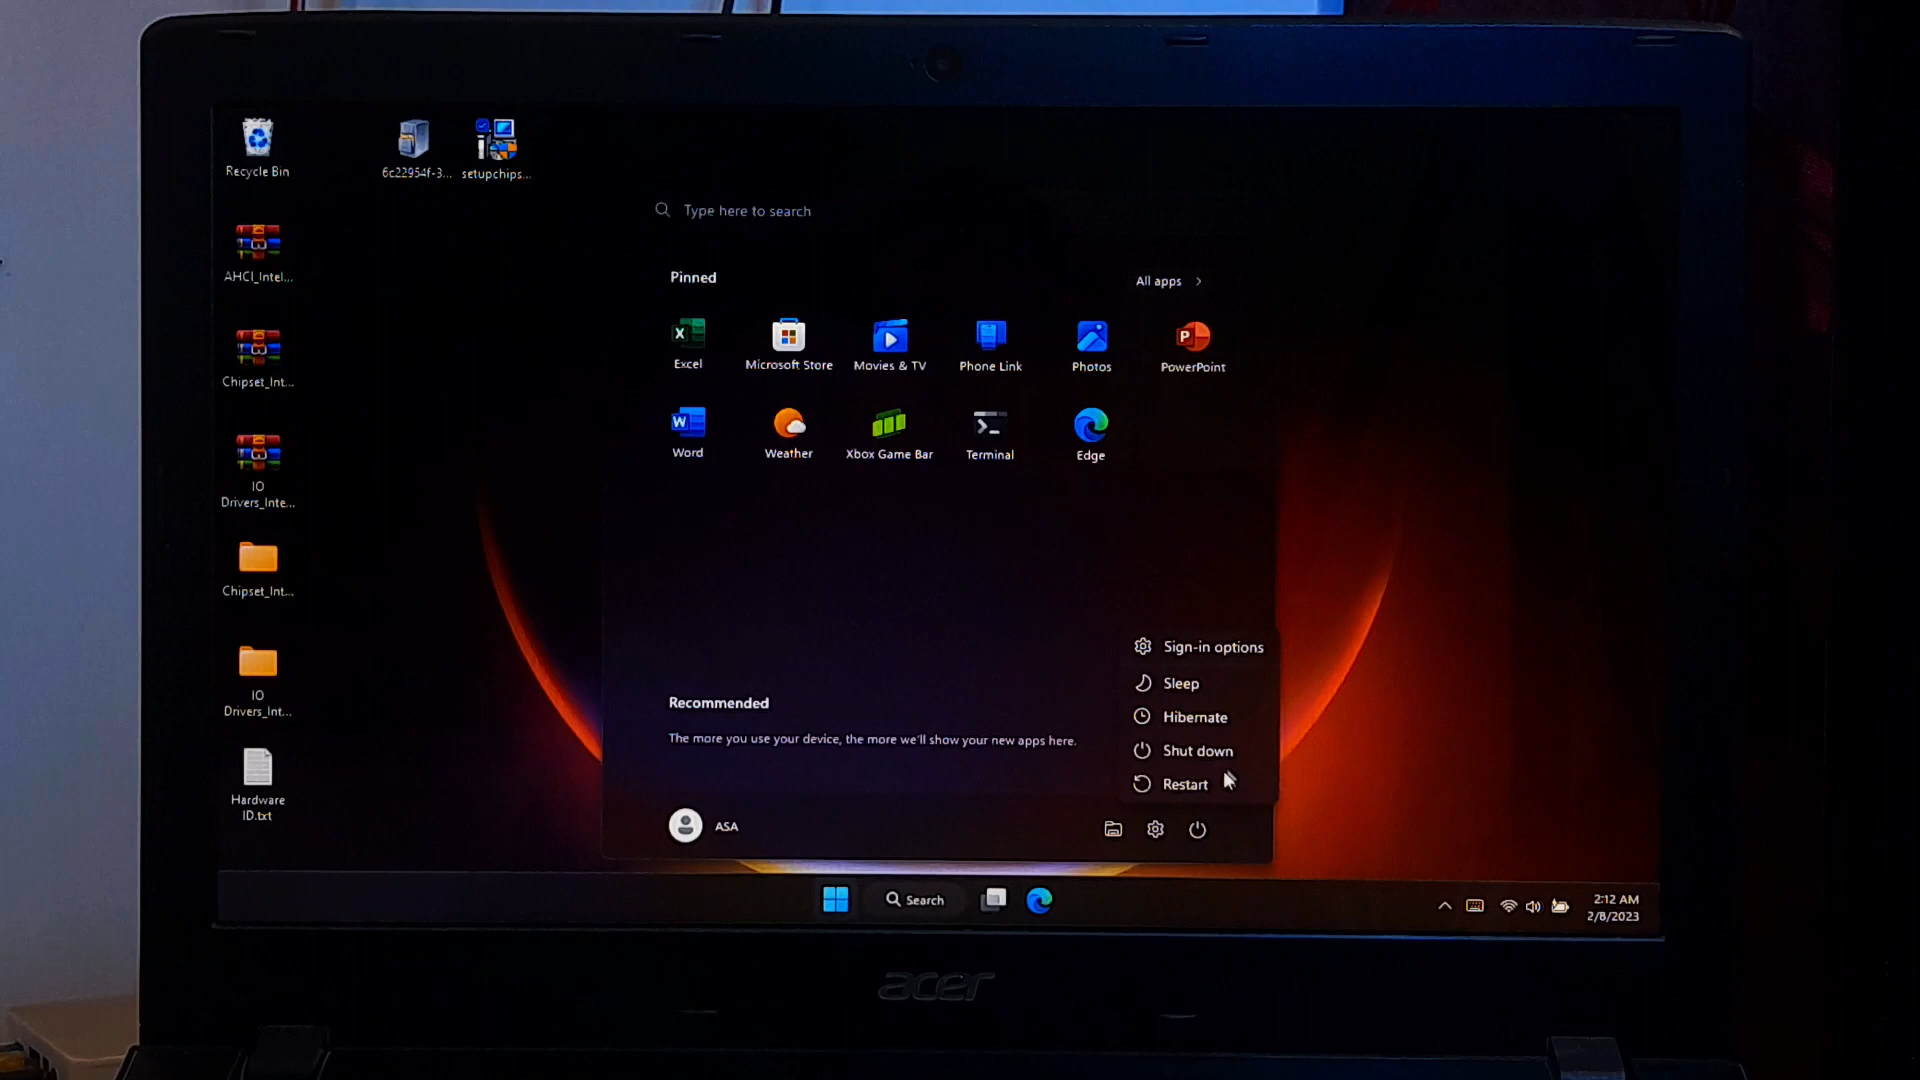 Recycle Bin
6c22954f-3...
setupchips...
AHCI_Intel...
Chipset_Int...
IO
Drivers_Inte...
Chipset_Int...
IO
Drivers_Int...
Hardware
ID.txt
Type here to search
Pinned
All apps
Excel
Microsoft Store
Movies & TV
Phone Link
Photos
PowerPoint
Word
Weather
Xbox Game Bar
Terminal
Edge
Sign-in options
Sleep
Hibernate
Shut down
Restart
Recommended
The more you use your device, the more we'll show your new apps here.
ASA
Search
2:12 AM
2/8/2023
acer